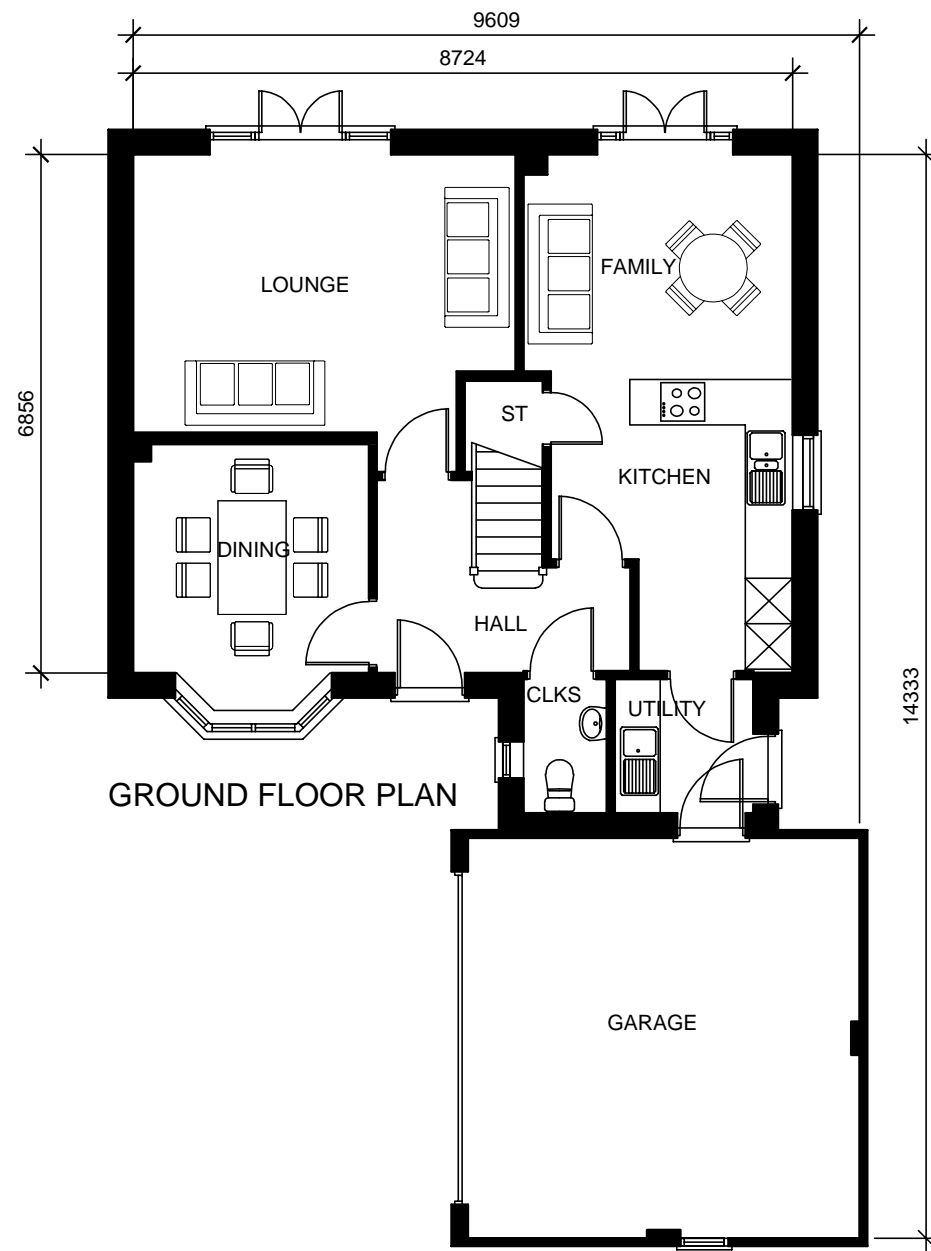 9609
8724
6856
14333
LOUNGE
FAMILY
ST
KITCHEN
DINING
HALL
CLKS
UTILITY
GROUND FLOOR PLAN
GARAGE